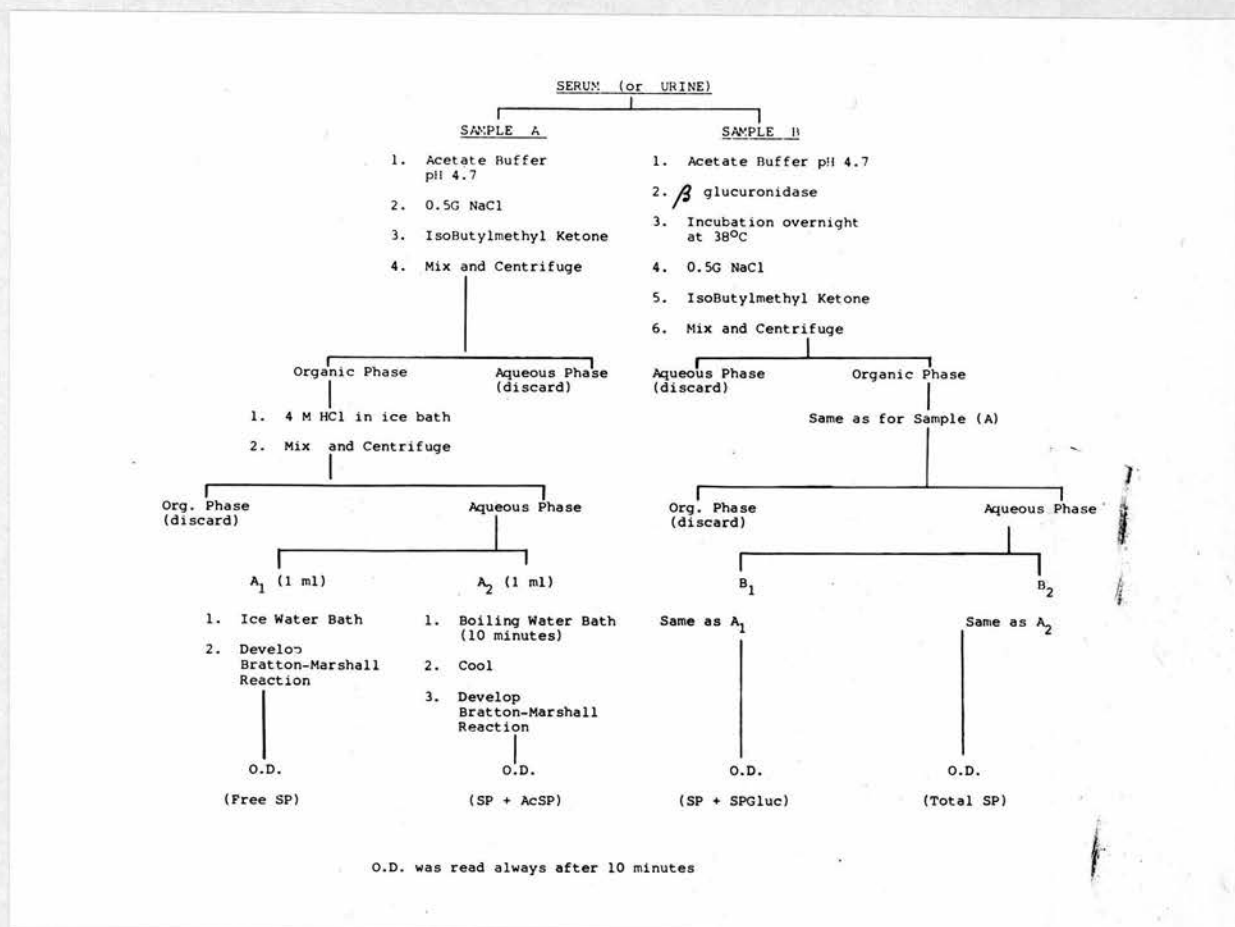 SERUM (or URINE)
SAMPLE A
1. Acetate Buffer
pH 4.7
2. 0.5G NaCl
3. IsoButylmethyl Ketone
4. Mix and Centrifuge
SAMPLE B
1. Acetate Buffer pH 4.7
2. β glucuronidase
3. Incubation overnight
at 38°C
4. 0.5G NaCl
5. IsoButylmethyl Ketone
6. Mix and Centrifuge
Organic Phase
Aqueous Phase
(discard)
Aqueous Phase
(discard)
Organic Phase
1. 4 M HCl in ice bath
2. Mix and Centrifuge
Same as for Sample (A)
Org. Phase
(discard)
Aqueous Phase
Org. Phase
(discard)
Aqueous Phase
A1 (1 ml)
1. Ice Water Bath
2. Develop
Bratton-Marshall
Reaction
A2 (1 ml)
1. Boiling Water Bath
(10 minutes)
2. Cool
3. Develop
Bratton-Marshall
Reaction
B1
Same as A1
B2
Same as A2
O.D.
(Free SP)
O.D.
(SP + AcSP)
O.D.
(SP + SPGluc)
O.D.
(Total SP)
O.D. was read always after 10 minutes